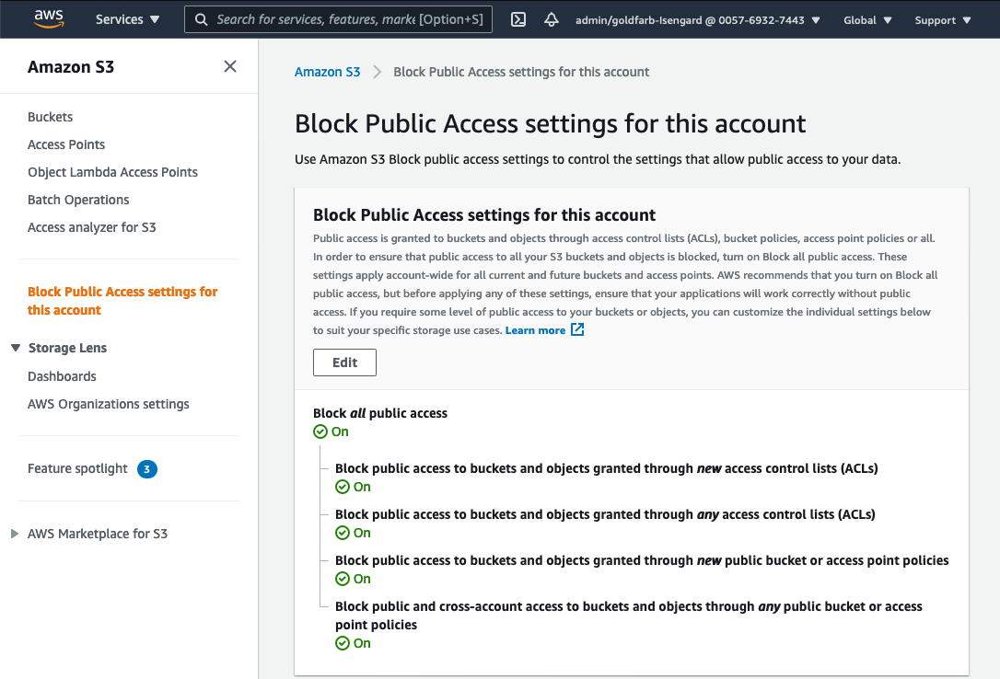 aws
Services
Search for services, features, marke [Option+S]
admin/goldfarb-Isengard @ 0057-6932-7443
Global
Support
Amazon S3
Buckets
Access Points
Object Lambda Access Points
Batch Operations
Access analyzer for S3
Block Public Access settings for
this account
Storage Lens
Dashboards
AWS Organizations settings
Feature spotlight 3
AWS Marketplace for S3
Amazon S3
Block Public Access settings for this account
Block Public Access settings for this account
Use Amazon S3 Block public access settings to control the settings that allow public access to your data.
Block Public Access settings for this account
Public access is granted to buckets and objects through access control lists (ACLs), bucket policies, access point policies or all.
In order to ensure that public access to all your S3 buckets and objects is blocked, turn on Block all public access. These
settings apply account-wide for all current and future buckets and access points. AWS recommends that you turn on Block all
public access, but before applying any of these settings, ensure that your applications will work correctly without public
access. If you require some level of public access to your buckets or objects, you can customize the individual settings below
to suit your specific storage use cases. Learn more
Edit
Block all public access
On
Block public access to buckets and objects granted through new access control lists (ACLs)
On
Block public access to buckets and objects granted through any access control lists (ACLs)
On
Block public access to buckets and objects granted through new public bucket or access point policies
On
Block public and cross-account access to buckets and objects through any public bucket or access
point policies
On